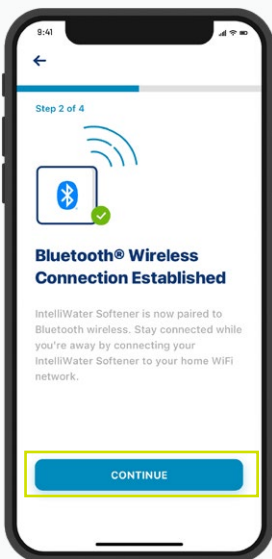 9:41
Step 2 of 4
Bluetooth® Wireless
Connection Established
IntelliWater Softener is now paired to
Bluetooth wireless. Stay connected while
you're away by connecting your
IntelliWater Softener to your home WiFi
network.
CONTINUE